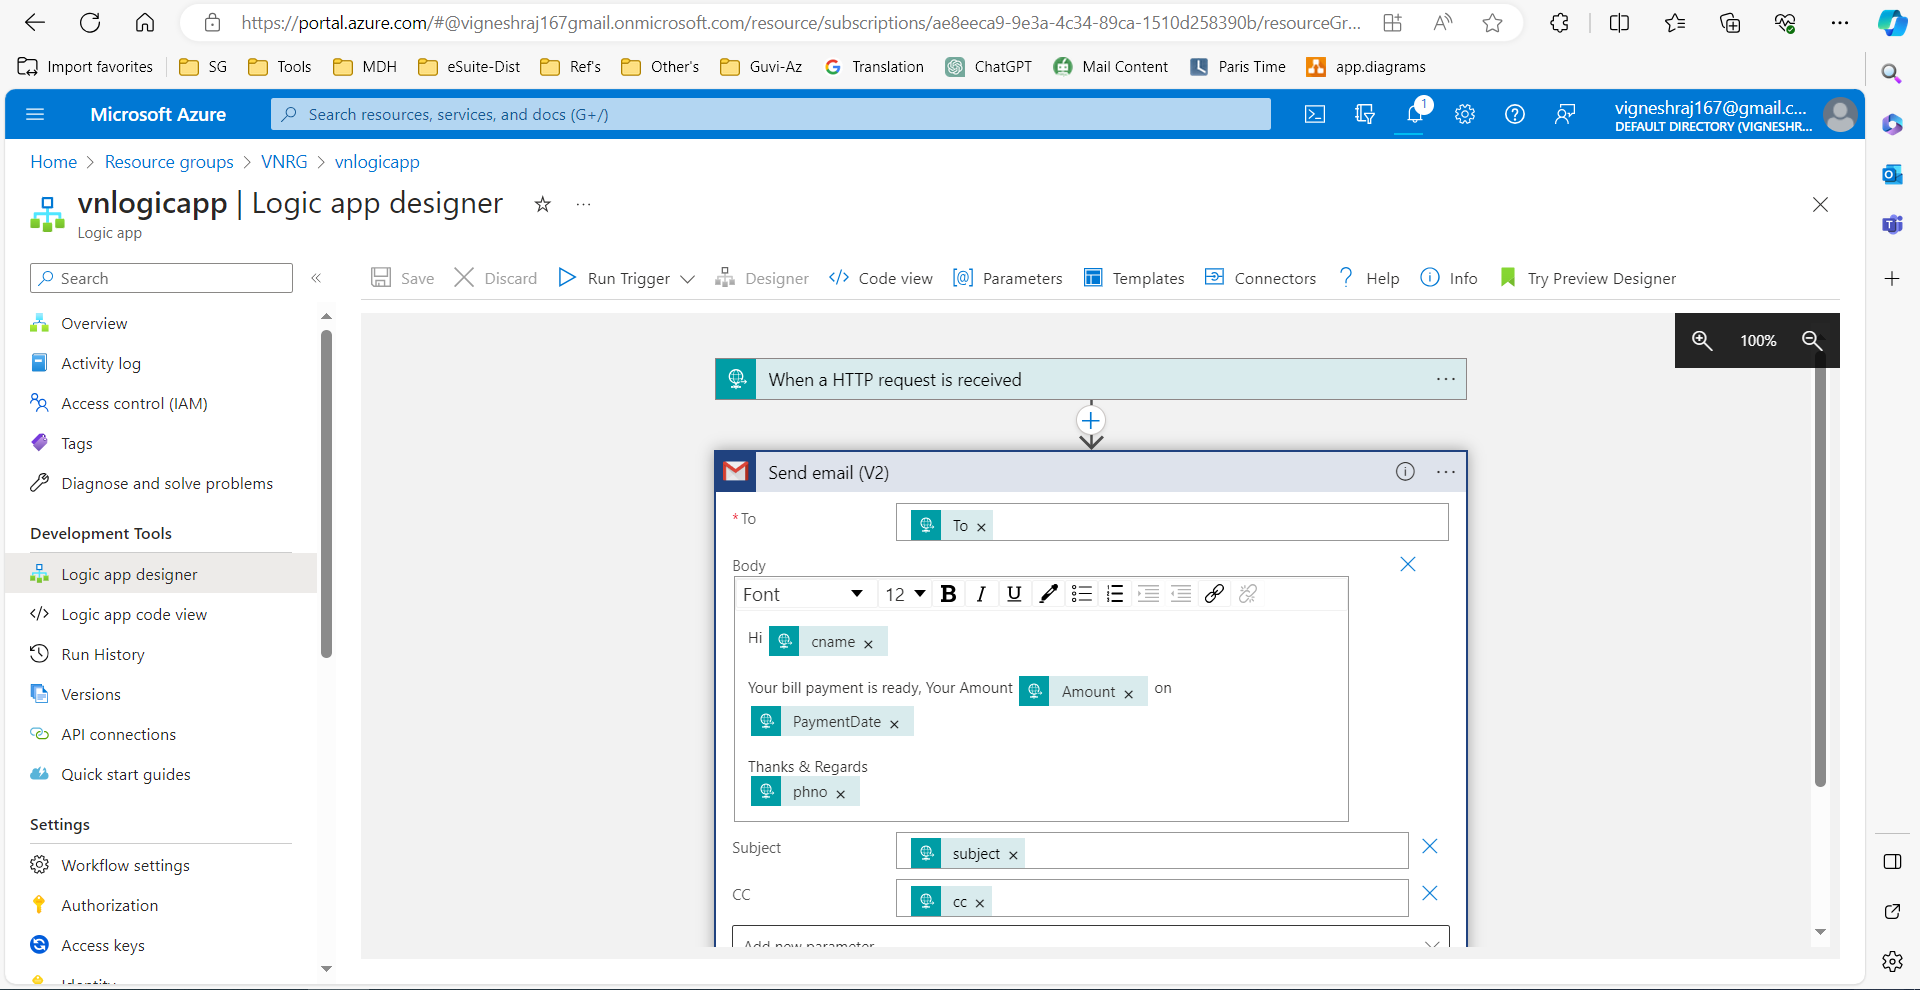 https://portal.azure.com/#@vigneshraj167gmail.onmicrosoft.com/resource/subscriptions/ae8eeca9-9e3a-4c34-89ca-1510d258390b/resourceGr...
Import favorites SG Tools MDH eSuite-Dist Ref's Other's Guvi-Az Translation ChatGPT Mail Content Paris Time app.diagrams
Microsoft Azure
Search resources, services, and docs (G+/)
1
vigneshraj167@gmail.c...
DEFAULT DIRECTORY (VIGNESHR...
Home > Resource groups > VNRG > vnlogicapp
vnlogicapp | Logic app designer
Logic app
Search
Save Discard Run Trigger Designer Code view Parameters Templates Connectors Help Info Try Preview Designer
Overview
Activity log
Access control (IAM)
Tags
Diagnose and solve problems
Development Tools
Logic app designer
Logic app code view
Run History
Versions
API connections
Quick start guides
Settings
Workflow settings
Authorization
Access keys
Identity
100%
When a HTTP request is received
Send email (V2)
* To
To ×
Body
Font 12 B I U
Hi cname ×
Your bill payment is ready, Your Amount Amount × on
PaymentDate ×
Thanks & Regards
phno ×
Subject
subject ×
CC
cc ×
Add new parameter